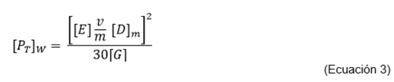 [P_T]_W = [[E] v/m [D]_m]^2 / 30[G]
(Ecuación 3)